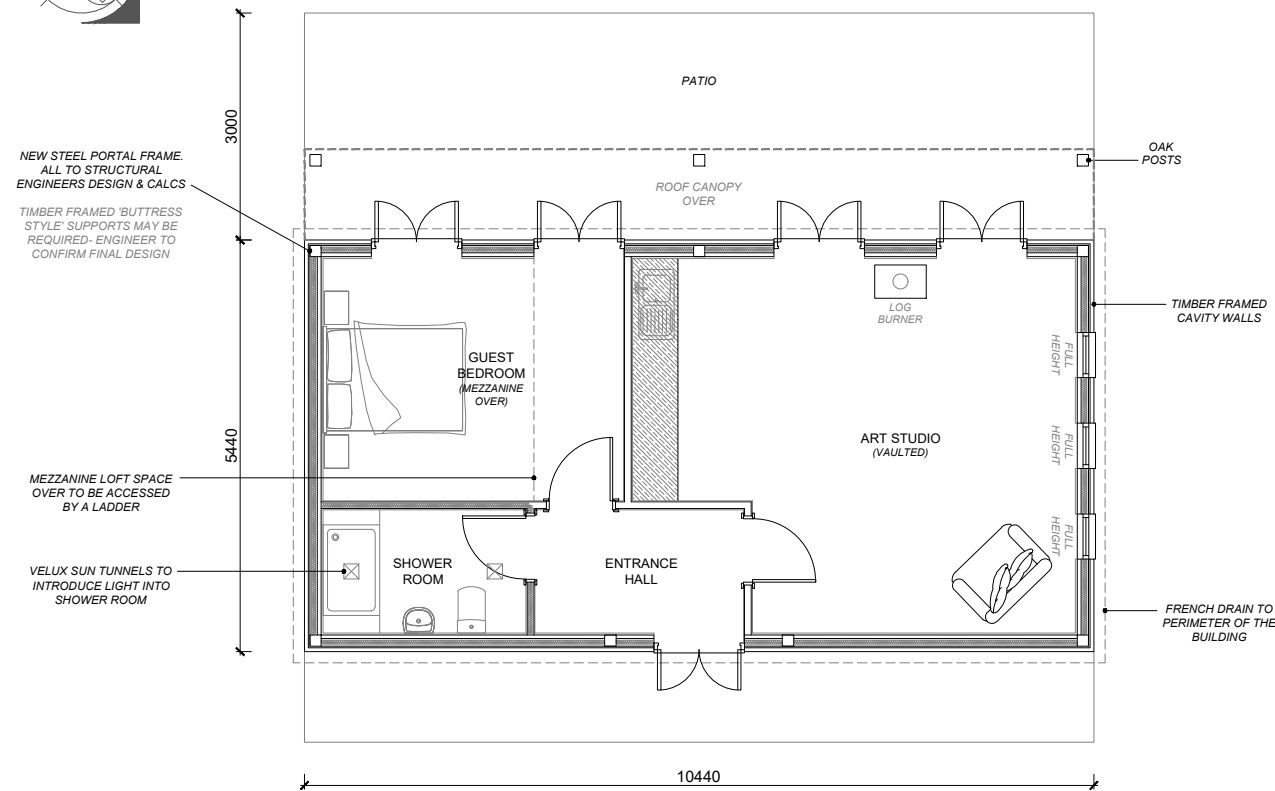 PATIO
3000
NEW STEEL PORTAL FRAME.
ALL TO STRUCTURAL
ENGINEERS DESIGN & CALCS
TIMBER FRAMED 'BUTTRESS
STYLE' SUPPORTS MAY BE
REQUIRED- ENGINEER TO
CONFIRM FINAL DESIGN
OAK
POSTS
ROOF CANOPY
OVER
LOG
BURNER
TIMBER FRAMED
CAVITY WALLS
FULL
HEIGHT
GUEST
BEDROOM
(MEZZANINE
OVER)
5440
ART STUDIO
(VAULTED)
FULL
HEIGHT
MEZZANINE LOFT SPACE
OVER TO BE ACCESSED
BY A LADDER
FULL
HEIGHT
VELUX SUN TUNNELS TO
INTRODUCE LIGHT INTO
SHOWER ROOM
SHOWER
ROOM
ENTRANCE
HALL
FRENCH DRAIN TO
PERIMETER OF THE
BUILDING
10440